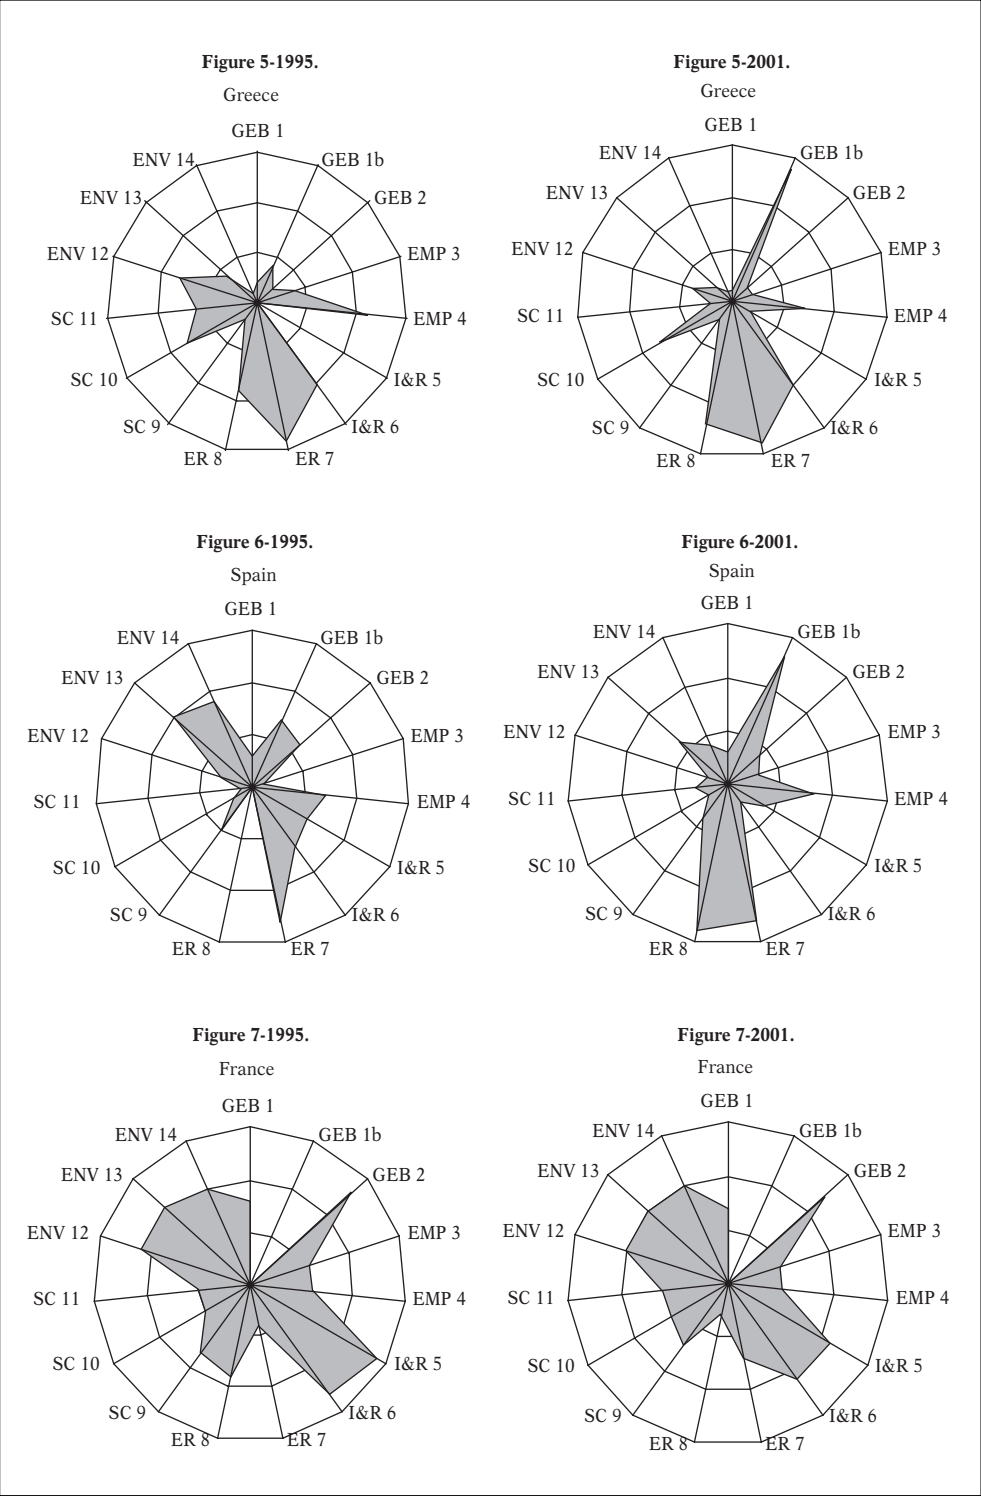 Figure 5-1995.
Greece
GEB 1
GEB 1b
GEB 2
EMP 3
EMP 4
I&R 5
I&R 6
ER 7
ER 8
SC 9
SC 10
SC 11
ENV 12
ENV 13
ENV 14
Figure 5-2001.
Greece
GEB 1
GEB 1b
GEB 2
EMP 3
EMP 4
I&R 5
I&R 6
ER 7
ER 8
SC 9
SC 10
SC 11
ENV 12
ENV 13
ENV 14
Figure 6-1995.
Spain
GEB 1
GEB 1b
GEB 2
EMP 3
EMP 4
I&R 5
I&R 6
ER 7
ER 8
SC 9
SC 10
SC 11
ENV 12
ENV 13
ENV 14
Figure 6-2001.
Spain
GEB 1
GEB 1b
GEB 2
EMP 3
EMP 4
I&R 5
I&R 6
ER 7
ER 8
SC 9
SC 10
SC 11
ENV 12
ENV 13
ENV 14
Figure 7-1995.
France
GEB 1
GEB 1b
GEB 2
EMP 3
EMP 4
I&R 5
I&R 6
ER 7
ER 8
SC 9
SC 10
SC 11
ENV 12
ENV 13
ENV 14
Figure 7-2001.
France
GEB 1
GEB 1b
GEB 2
EMP 3
EMP 4
I&R 5
I&R 6
ER 7
ER 8
SC 9
SC 10
SC 11
ENV 12
ENV 13
ENV 14